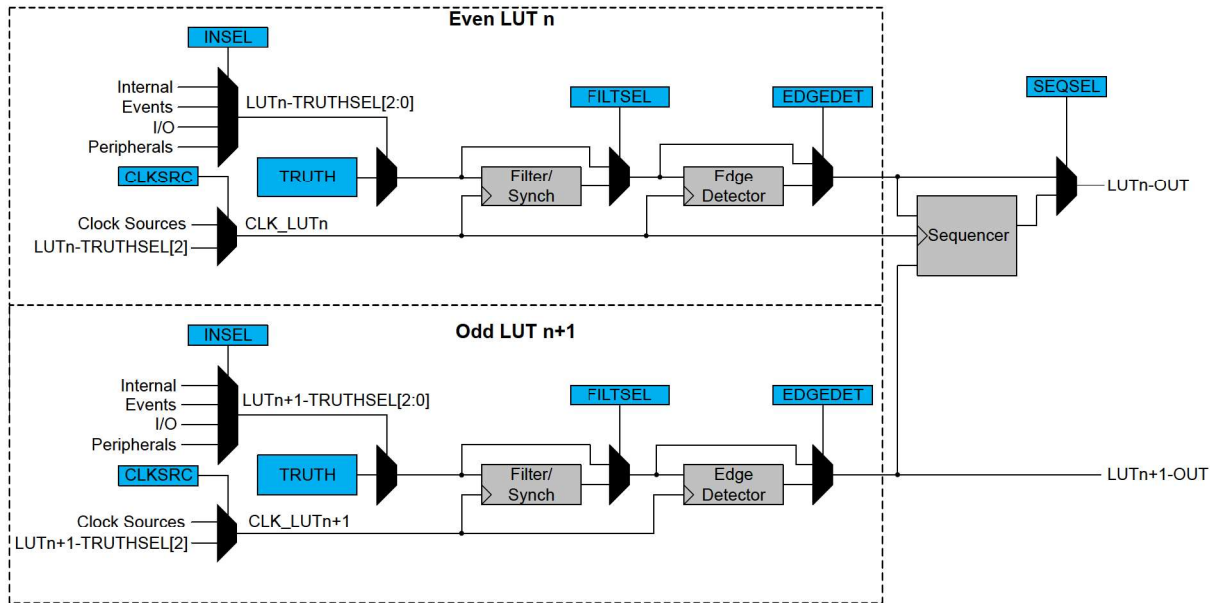 Even LUT n
INSEL
Internal
Events
I/O
Peripherals
LUTn-TRUTHSEL[2:0]
FILTSEL
EDGEDET
SEQSEL
CLKSRC
TRUTH
Filter/
Synch
Edge
Detector
LUTn-OUT
Clock Sources
LUTn-TRUTHSEL[2]
CLK_LUTn
Sequencer
Odd LUT n+1
INSEL
Internal
Events
I/O
Peripherals
LUTn+1-TRUTHSEL[2:0]
FILTSEL
EDGEDET
CLKSRC
TRUTH
Filter/
Synch
Edge
Detector
LUTn+1-OUT
Clock Sources
LUTn+1-TRUTHSEL[2]
CLK_LUTn+1